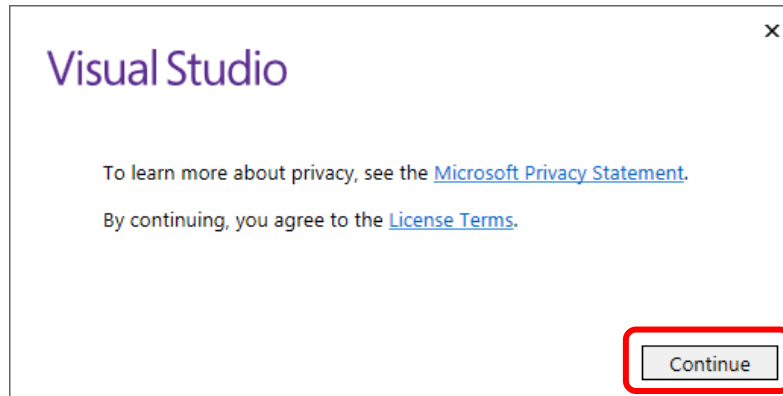 Visual Studio
To learn more about privacy, see the Microsoft Privacy Statement.
By continuing, you agree to the License Terms.
Continue